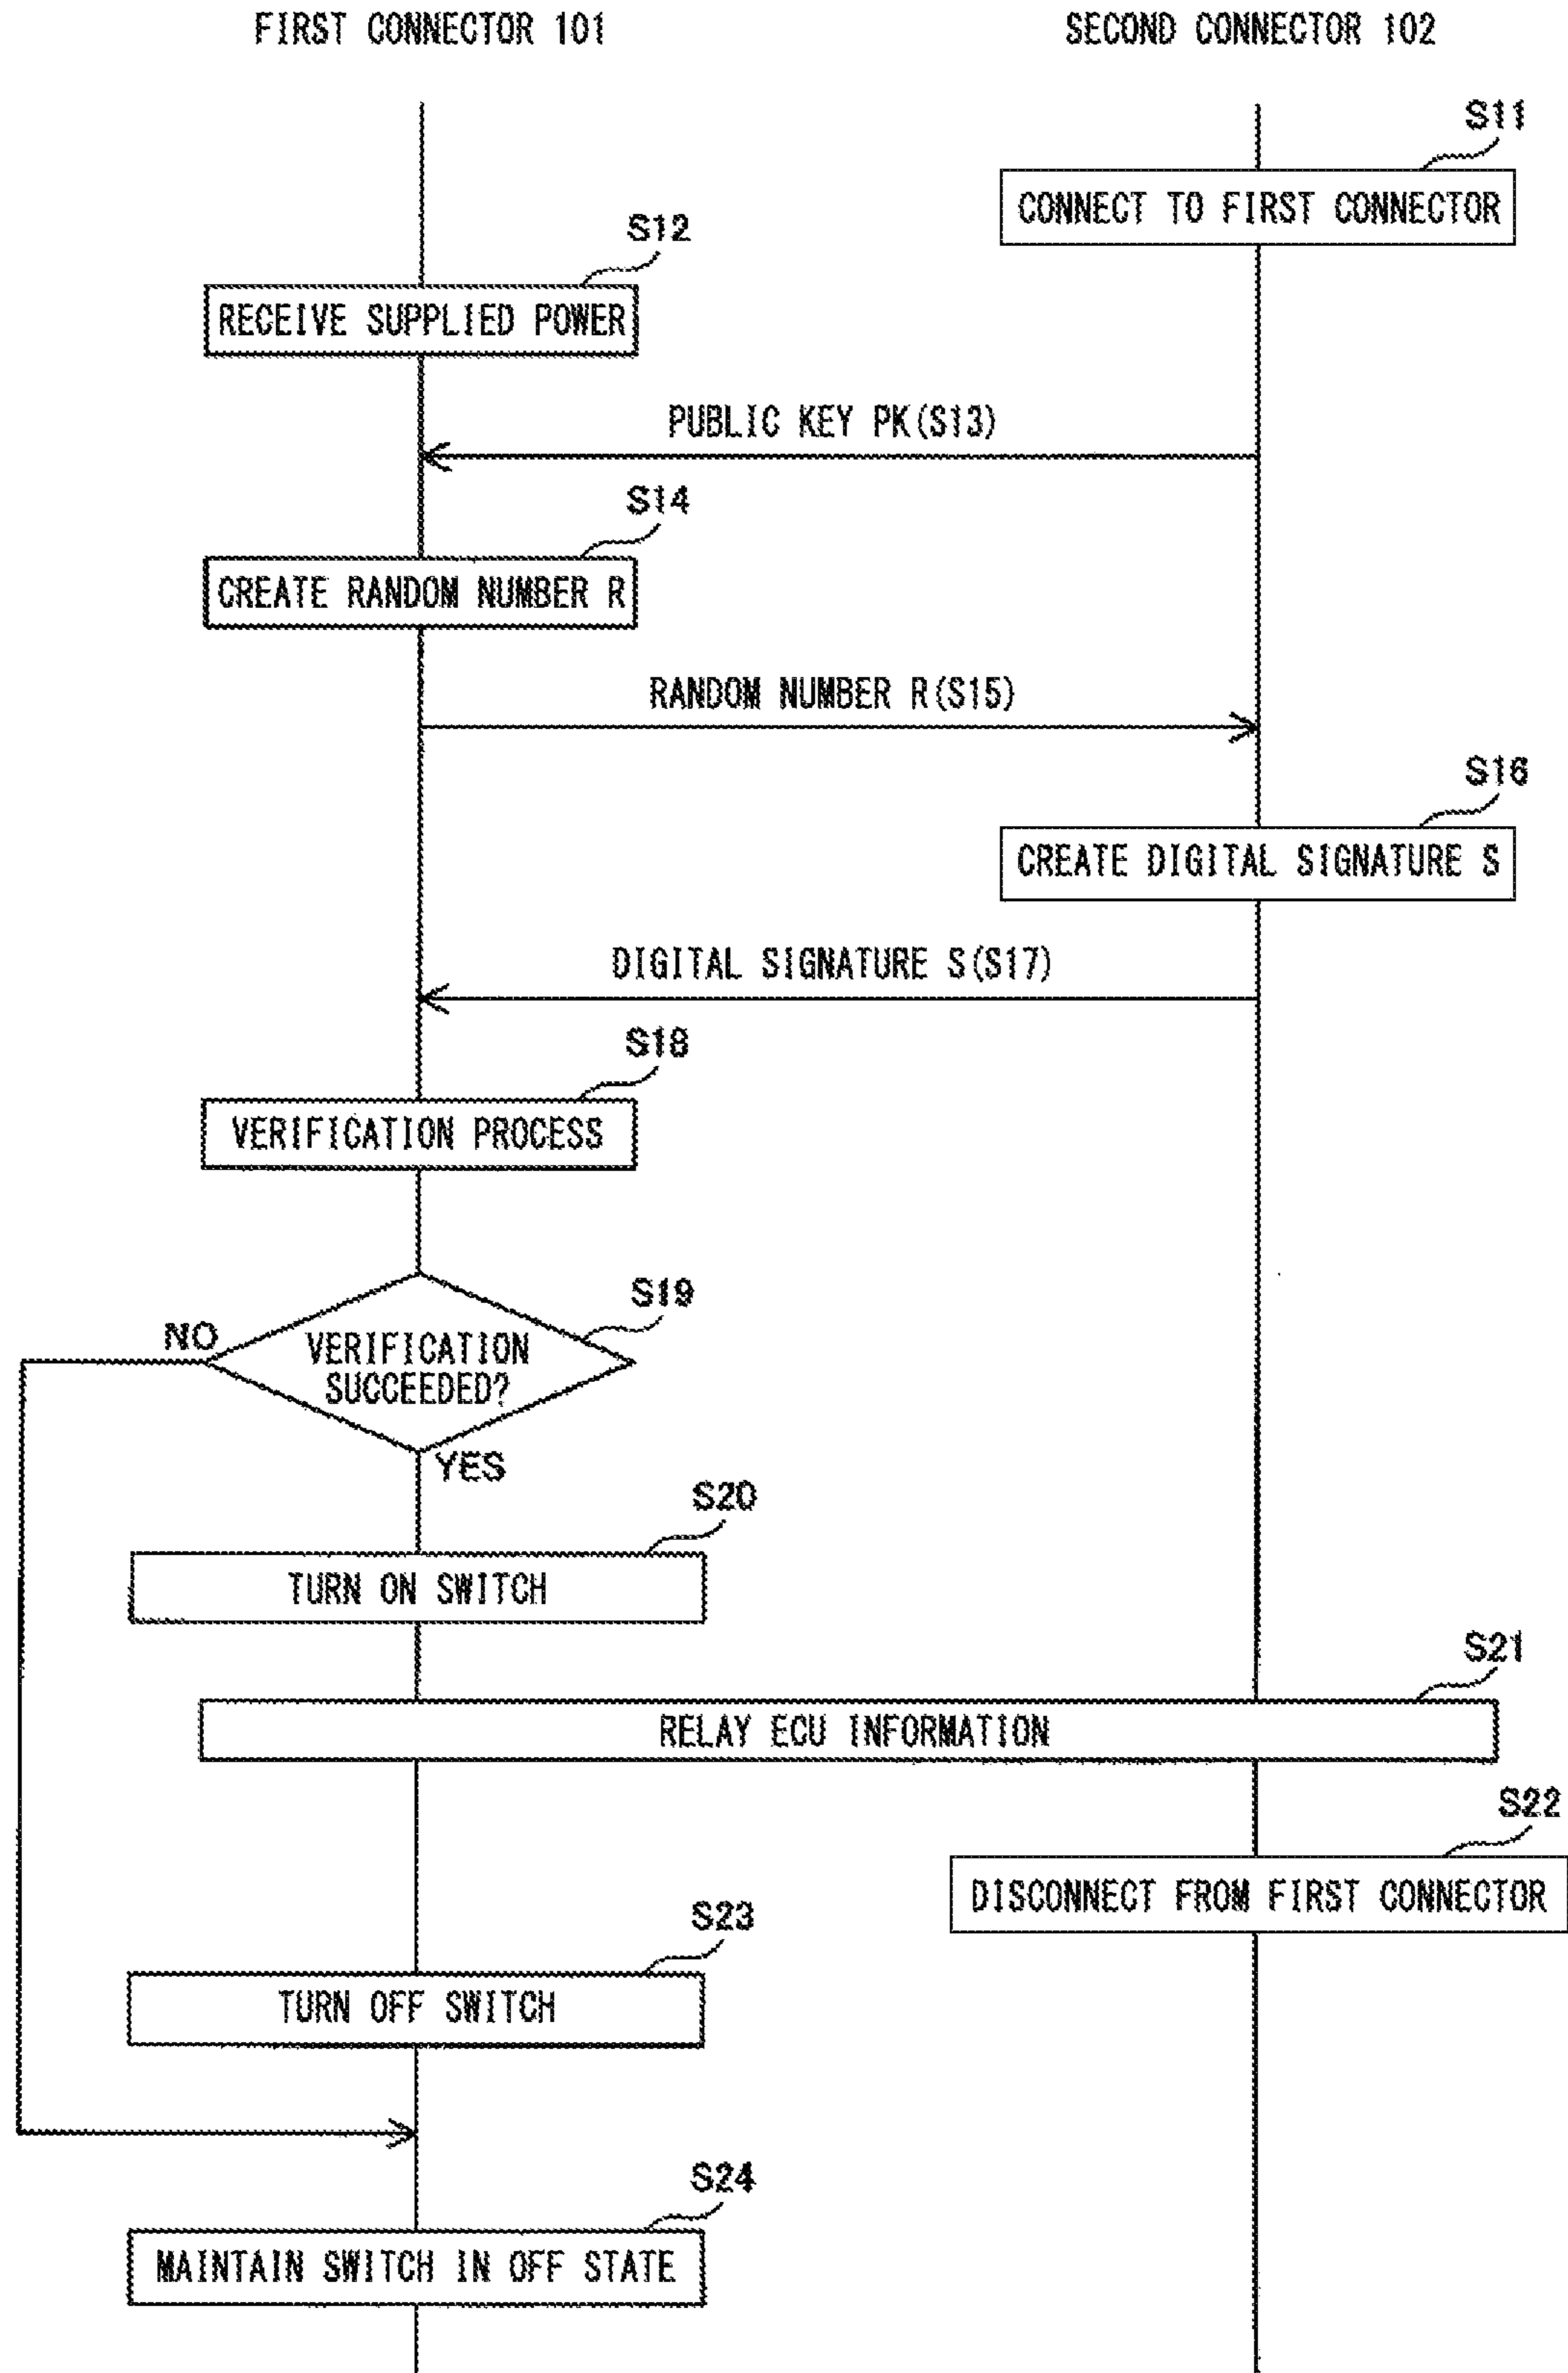 FIRST CONNECTOR 101
SECOND CONNECTOR 102
S11
CONNECT TO FIRST CONNECTOR
S12
RECEIVE SUPPLIED POWER
PUBLIC KEY PK(S13)
S14
CREATE RANDOM NUMBER R
RANDOM NUMBER R(S15)
S16
CREATE DIGITAL SIGNATURE S
DIGITAL SIGNATURE S(S17)
S18
VERIFICATION PROCESS
S19
NO
VERIFICATION
SUCCEEDED?
YES
S20
TURN ON SWITCH
S21
RELAY ECU INFORMATION
S22
DISCONNECT FROM FIRST CONNECTOR
S23
TURN OFF SWITCH
S24
MAINTAIN SWITCH IN OFF STATE